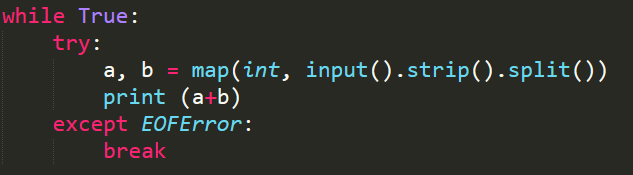 while True:
    try:
        a, b = map(int, input().strip().split())
        print (a+b)
    except EOFError:
        break